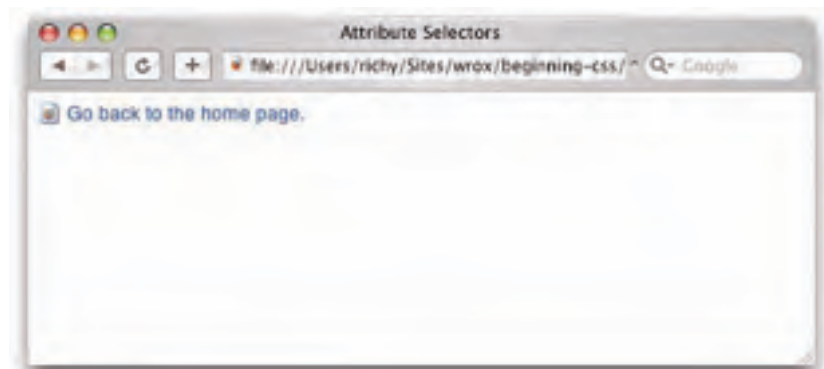 Attribute Selectors
file:///Users/richy/Sites/wrox/beginning-css/ Google
Go back to the home page.